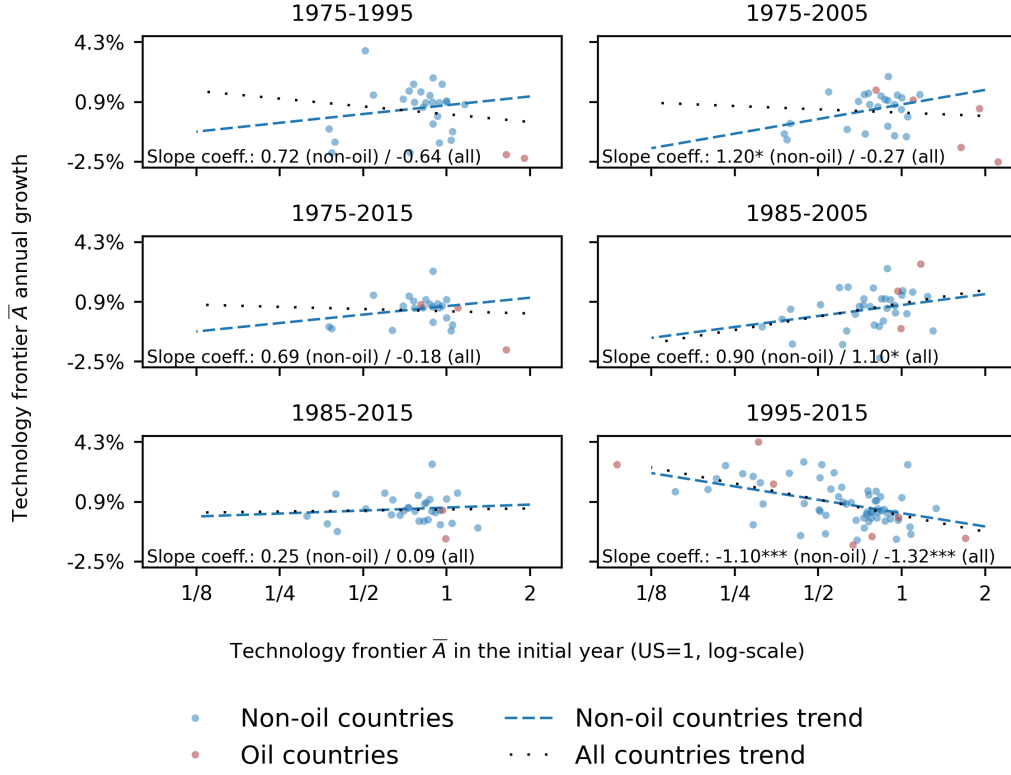 1975-1995
1975-2005
4.3%
0.9%
-2.5%
Slope coeff.: 0.72 (non-oil) / -0.64 (all)
Slope coeff.: 1.20* (non-oil) / -0.27 (all)
1975-2015
1985-2005
4.3%
0.9%
-2.5%
Slope coeff.: 0.69 (non-oil) / -0.18 (all)
Slope coeff.: 0.90 (non-oil) / 1.10* (all)
1985-2015
1995-2015
4.3%
0.9%
-2.5%
Slope coeff.: 0.25 (non-oil) / 0.09 (all)
Slope coeff.: -1.10*** (non-oil) / -1.32*** (all)
1/8 1/4 1/2 1 2
1/8 1/4 1/2 1 2
Technology frontier A̅ annual growth
Technology frontier A̅ in the initial year (US=1, log-scale)
Non-oil countries
Non-oil countries trend
Oil countries
All countries trend